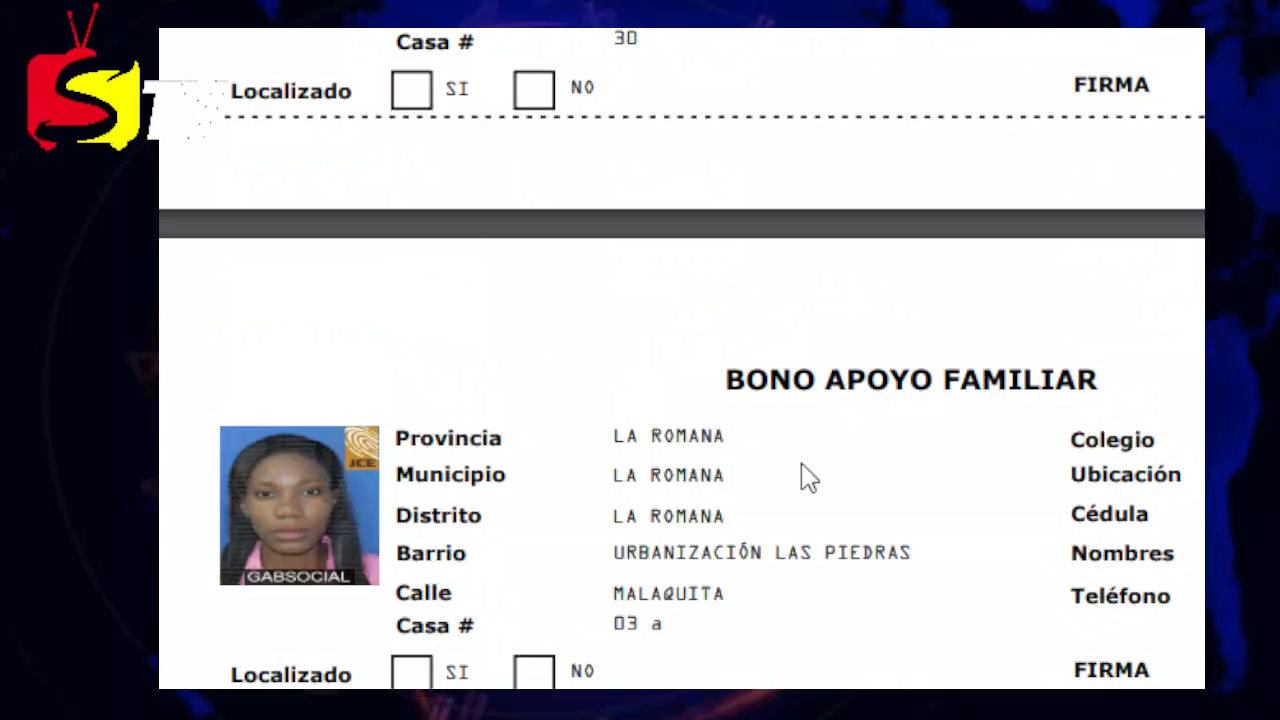 Casa # 30
Localizado SI NO FIRMA
BONO APOYO FAMILIAR
JCE
GABSOCIAL
Provincia LA ROMANA Colegio
Municipio LA ROMANA Ubicación
Distrito LA ROMANA Cédula
Barrio URBANIZACIÓN LAS PIEDRAS Nombres
Calle MALAQUITA Teléfono
Casa # 03 a
Localizado SI NO FIRMA